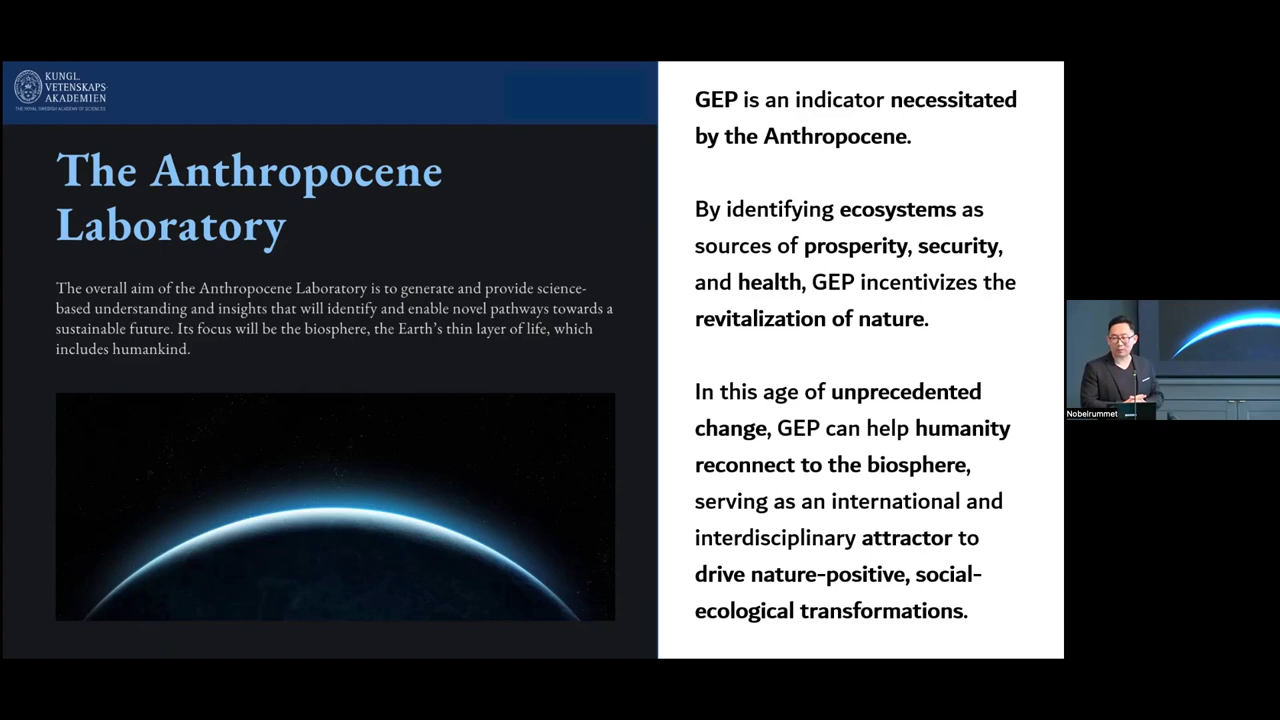 KUNGL.
VETENSKAPS-
AKADEMIEN
THE ROYAL SWEDISH ACADEMY OF SCIENCES
The Anthropocene
Laboratory
The overall aim of the Anthropocene Laboratory is to generate and provide science-
based understanding and insights that will identify and enable novel pathways towards a
sustainable future. Its focus will be the biosphere, the Earth's thin layer of life, which
includes humankind.
GEP is an indicator necessitated
by the Anthropocene.
By identifying ecosystems as
sources of prosperity, security,
and health, GEP incentivizes the
revitalization of nature.
In this age of unprecedented
change, GEP can help humanity
reconnect to the biosphere,
serving as an international and
interdisciplinary attractor to
drive nature-positive, social-
ecological transformations.
Nobelrummet